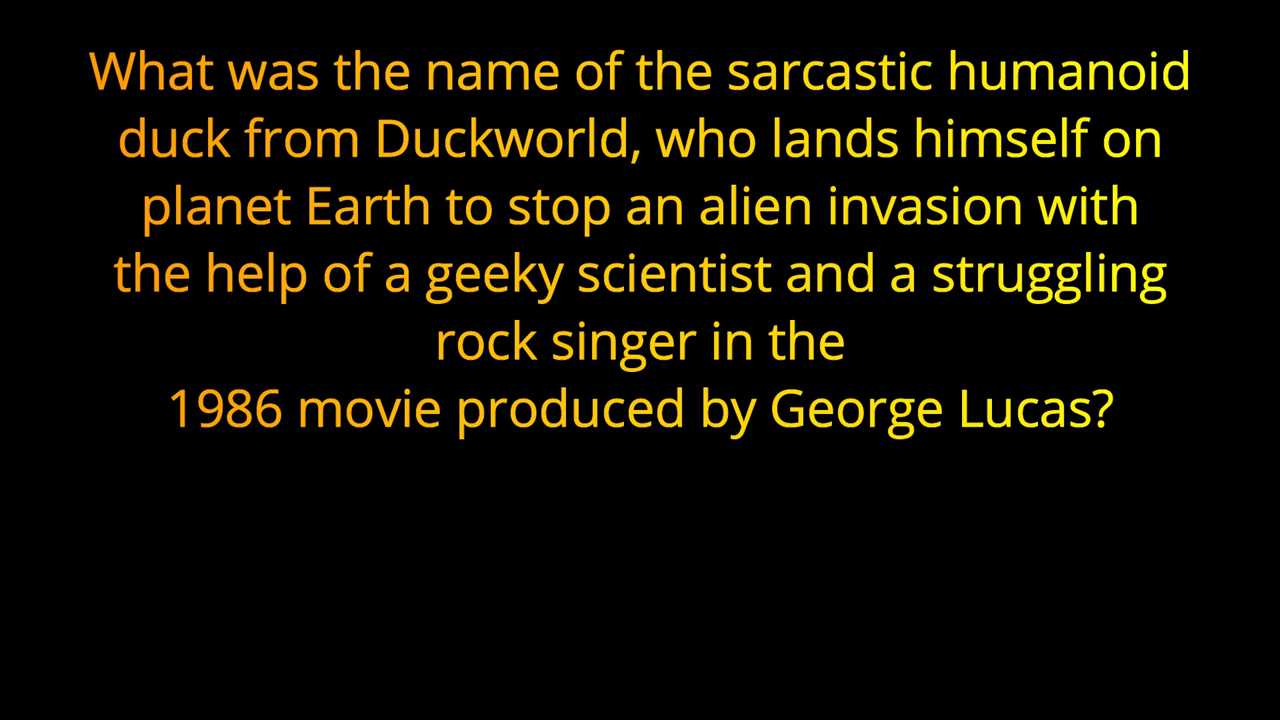 What was the name of the sarcastic humanoid
duck from Duckworld, who lands himself on
planet Earth to stop an alien invasion with
the help of a geeky scientist and a struggling
rock singer in the
1986 movie produced by George Lucas?